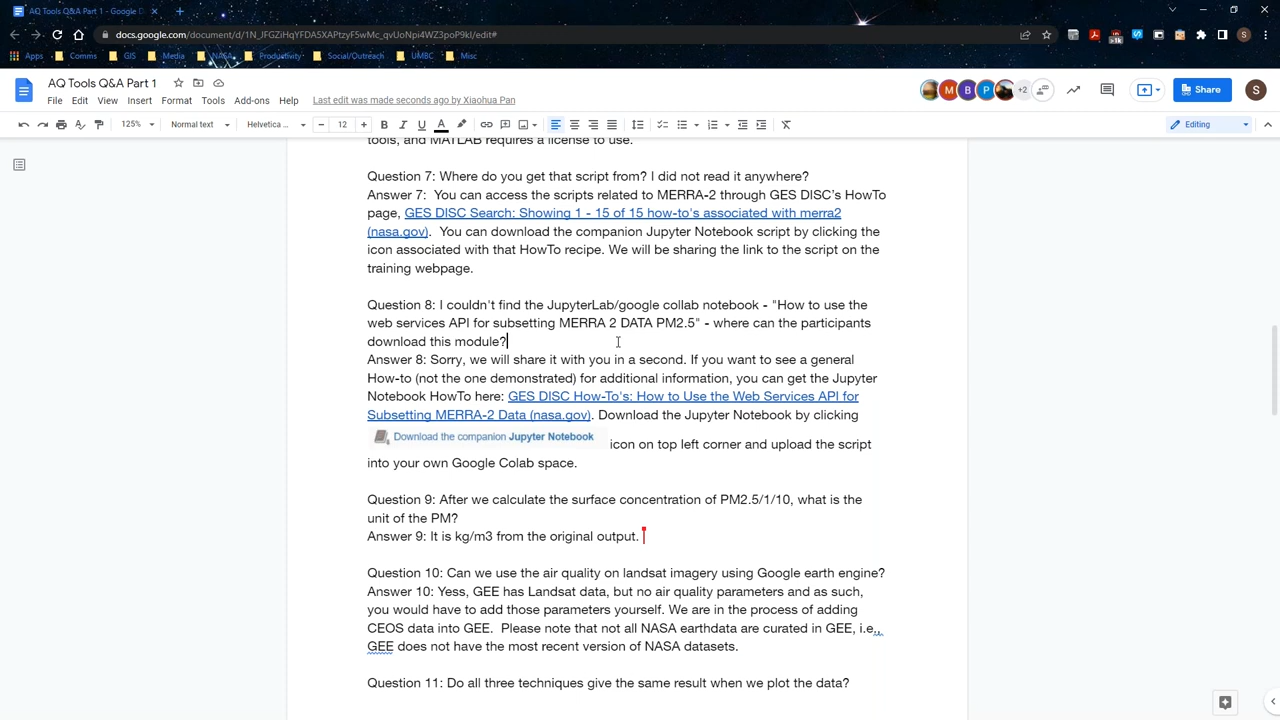 AQ Tools Q&A Part 1 - Google D
docs.google.com/document/d/1N_JFGZiHqYFDA5XAPtzyF5wMc_qvUoNpi4WZ3poP9kI/edit#
Apps Comms GIS Media NASA Productivity Social/Outreach UMBC Misc
AQ Tools Q&A Part 1
File Edit View Insert Format Tools Add-ons Help Last edit was made seconds ago by Xiaohua Pan
M B P +2 Share S
125% Normal text Helvetica ... 12 B I U A Editing
tools, and MATLAB requires a license to use.
Question 7: Where do you get that script from? I did not read it anywhere?
Answer 7: You can access the scripts related to MERRA-2 through GES DISC's HowTo
page, GES DISC Search: Showing 1 - 15 of 15 how-to's associated with merra2
(nasa.gov). You can download the companion Jupyter Notebook script by clicking the
icon associated with that HowTo recipe. We will be sharing the link to the script on the
training webpage.
Question 8: I couldn't find the JupyterLab/google collab notebook - "How to use the
web services API for subsetting MERRA 2 DATA PM2.5" - where can the participants
download this module?
Answer 8: Sorry, we will share it with you in a second. If you want to see a general
How-to (not the one demonstrated) for additional information, you can get the Jupyter
Notebook HowTo here: GES DISC How-To's: How to Use the Web Services API for
Subsetting MERRA-2 Data (nasa.gov). Download the Jupyter Notebook by clicking
Download the companion Jupyter Notebook icon on top left corner and upload the script
into your own Google Colab space.
Question 9: After we calculate the surface concentration of PM2.5/1/10, what is the
unit of the PM?
Answer 9: It is kg/m3 from the original output.
Question 10: Can we use the air quality on landsat imagery using Google earth engine?
Answer 10: Yess, GEE has Landsat data, but no air quality parameters and as such,
you would have to add those parameters yourself. We are in the process of adding
CEOS data into GEE. Please note that not all NASA earthdata are curated in GEE, i.e.,
GEE does not have the most recent version of NASA datasets.
Question 11: Do all three techniques give the same result when we plot the data?